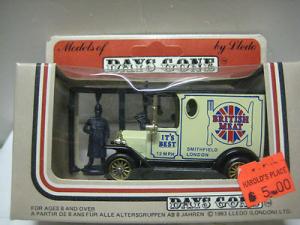 Models of
by Lledo
DAYS GONE
BRITISH
MEAT
IT'S
BEST
12 MPH
SMITHFIELD
LONDON
HAROLD'S PLACE
5.00
DAYS GONE
FOR AGES 8 AND OVER
A PARTIR DE 8 ANS FÜR ALLE ALTERSGRUPPEN AB 8 JAHREN © 1983 LLEDO (LONDON) LTD.